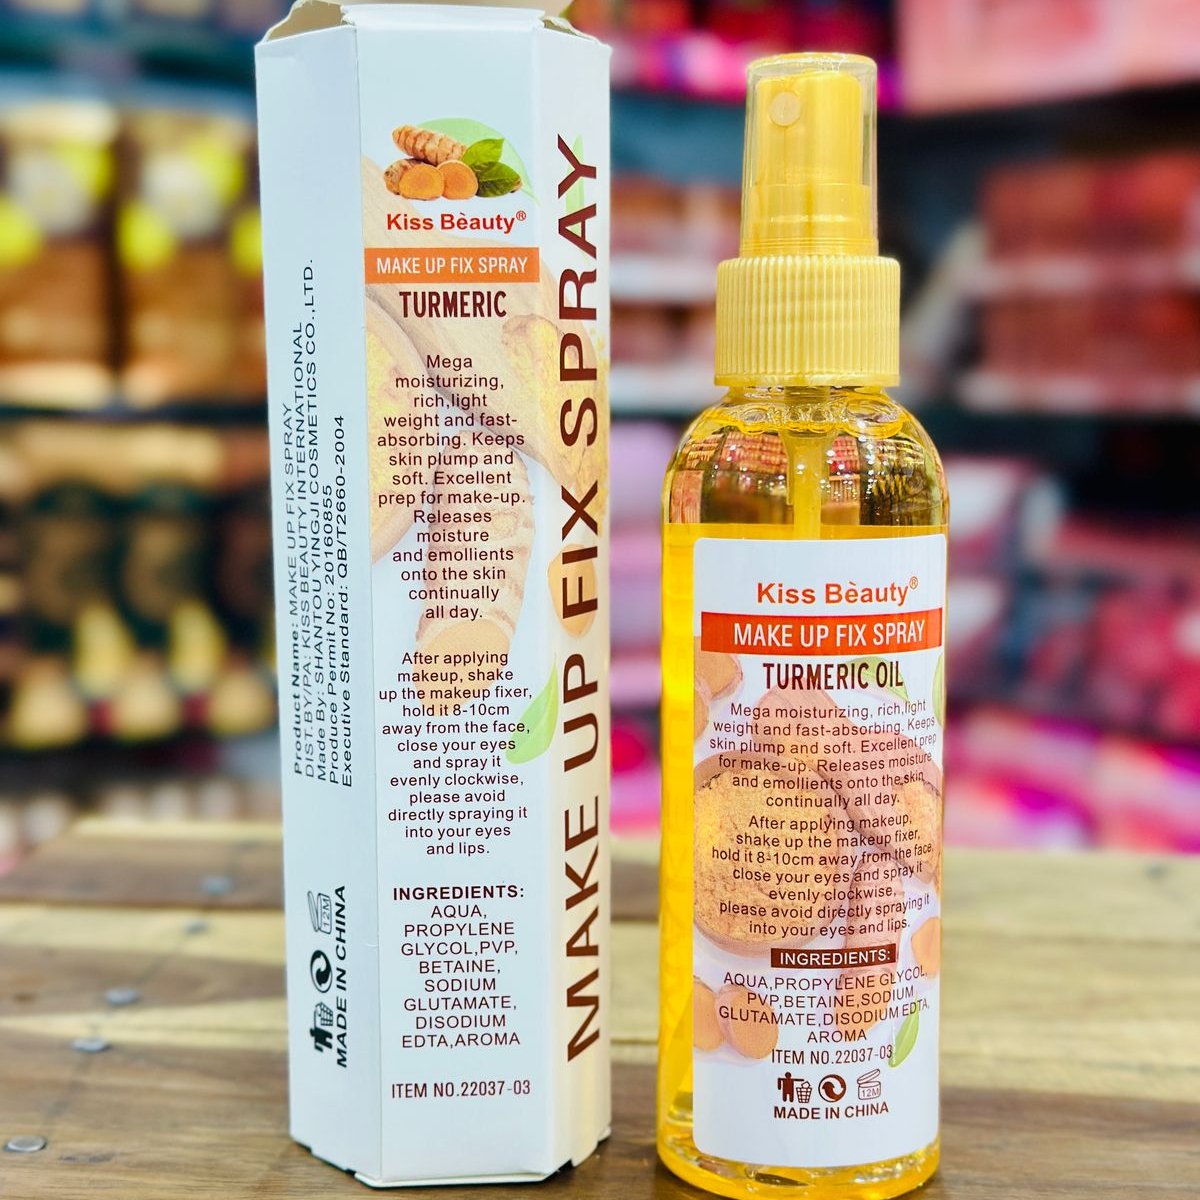 Kiss Bèauty®
MAKE UP FIX SPRAY
TURMERIC
Mega
moisturizing,
rich,light
weight and fast-
absorbing. Keeps
skin plump and
soft. Excellent
prep for make-up.
Releases
moisture
and emollients
onto the skin
continually
all day.
After applying
makeup, shake
up the makeup fixer,
hold it 8-10cm
away from the face,
close your eyes
and spray it
evenly clockwise,
please avoid
directly spraying it
into your eyes
and lips.
INGREDIENTS:
AQUA,
PROPYLENE
GLYCOL,PVP,
BETAINE,
SODIUM
GLUTAMATE,
DISODIUM
EDTA,AROMA
ITEM NO.22037-03
Product Name: MAKE UP FIX SPRAY
DIST.BY/PA: KISS BEAUTY INTERNATIONAL
Made By: SHANTOU YINGJI COSMETICS CO.,LTD.
Produce Permit No: 20160855
Executive Standard: QB/T2660-2004
12M
MADE IN CHINA
MAKE UP FIX SPRAY
Kiss Bèauty®
MAKE UP FIX SPRAY
TURMERIC OIL
Mega moisturizing, rich,light
weight and fast-absorbing. Keeps
skin plump and soft. Excellent prep
for make-up. Releases moisture
and emollients onto the skin
continually all day.
After applying makeup,
shake up the makeup fixer,
hold it 8-10cm away from the face,
close your eyes and spray it
evenly clockwise,
please avoid directly spraying it
into your eyes and lips.
INGREDIENTS:
AQUA,PROPYLENE GLYCOL,
PVP,BETAINE,SODIUM
GLUTAMATE,DISODIUM EDTA,
AROMA
ITEM NO.22037-03
12M
MADE IN CHINA